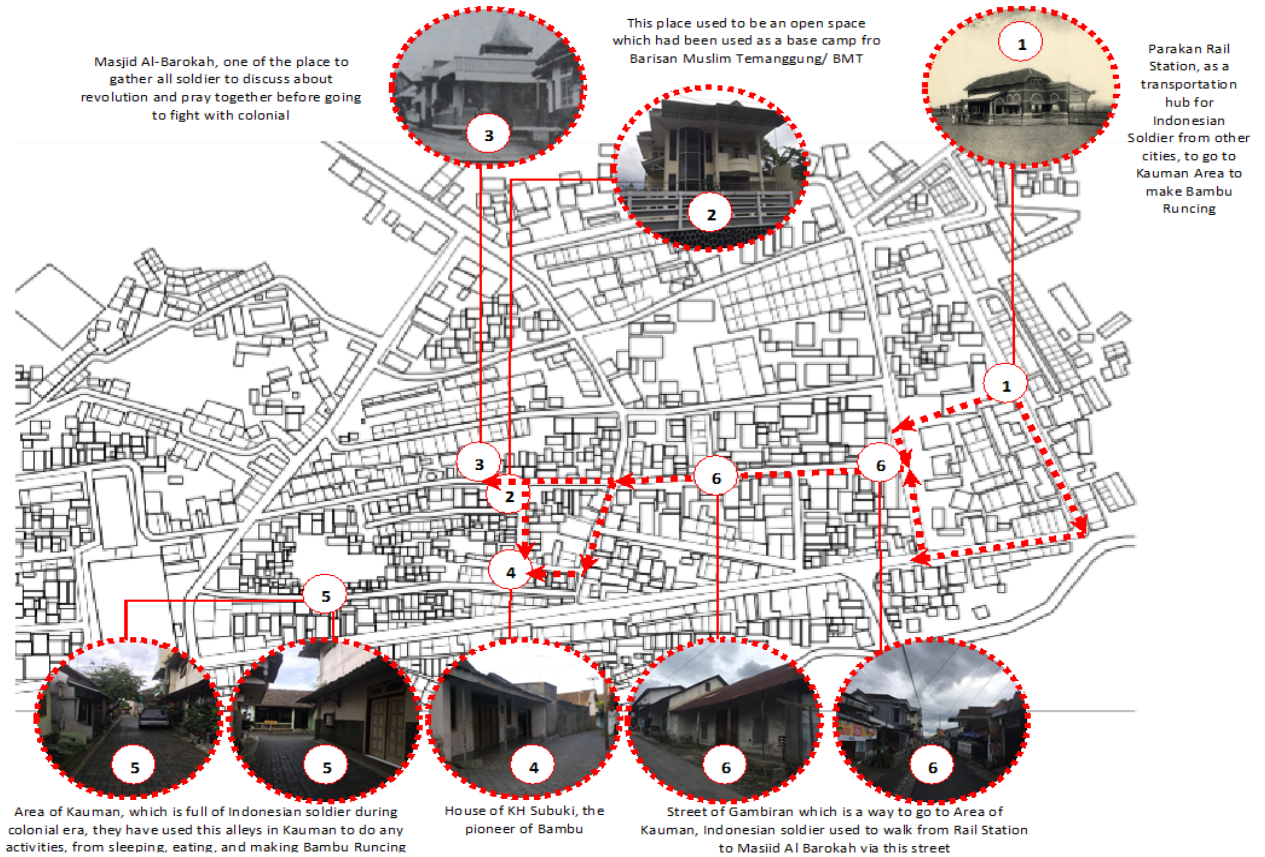 This place used to be an open space
which had been used as a base camp fro
Barisan Muslim Temanggung/ BMT
Masjid Al-Barokah, one of the place to
gather all soldier to discuss about
revolution and pray together before going
to fight with colonial
Parakan Rail
Station, as a
transportation
hub for
Indonesian
Soldier from other
cities, to go to
Kauman Area to
make Bambu
Runcing
1
3
2
1
3
6
6
2
4
5
5
5
4
6
6
Area of Kauman, which is full of Indonesian soldier during
colonial era, they have used this alleys in Kauman to do any
activities, from sleeping, eating, and making Bambu Runcing
House of KH Subuki, the
pioneer of Bambu
Street of Gambiran which is a way to go to Area of
Kauman, Indonesian soldier used to walk from Rail Station
to Masjid Al Barokah via this street